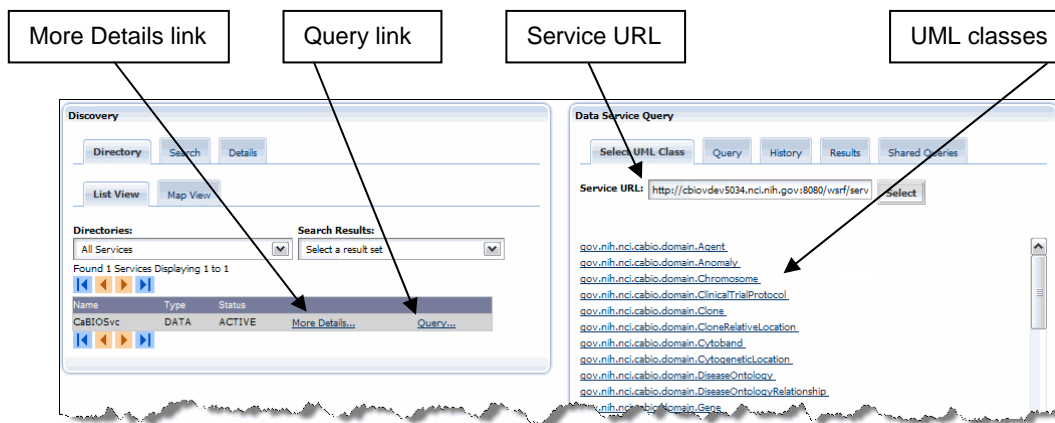 More Details link
Query link
Service URL
UML classes
Discovery
Directory Search Details
List View Map View
Directories: Search Results:
All Services Select a result set
Found 1 Services Displaying 1 to 1
Name Type Status
CaBIOSvc DATA ACTIVE More Details... Query...
Data Service Query
Select UML Class Query History Results Shared Queries
Service URL: http://cbiovdev5034.nci.nih.gov:8080/wsrf/serv Select
gov.nih.nci.cabio.domain.Agent
gov.nih.nci.cabio.domain.Anomaly
gov.nih.nci.cabio.domain.Chromosome
gov.nih.nci.cabio.domain.ClinicalTrialProtocol
gov.nih.nci.cabio.domain.Clone
gov.nih.nci.cabio.domain.CloneRelativeLocation
gov.nih.nci.cabio.domain.Cytoband
gov.nih.nci.cabio.domain.CytogeneticLocation
gov.nih.nci.cabio.domain.DiseaseOntology
gov.nih.nci.cabio.domain.DiseaseOntologyRelationship
gov.nih.nci.cabio.domain.Gene